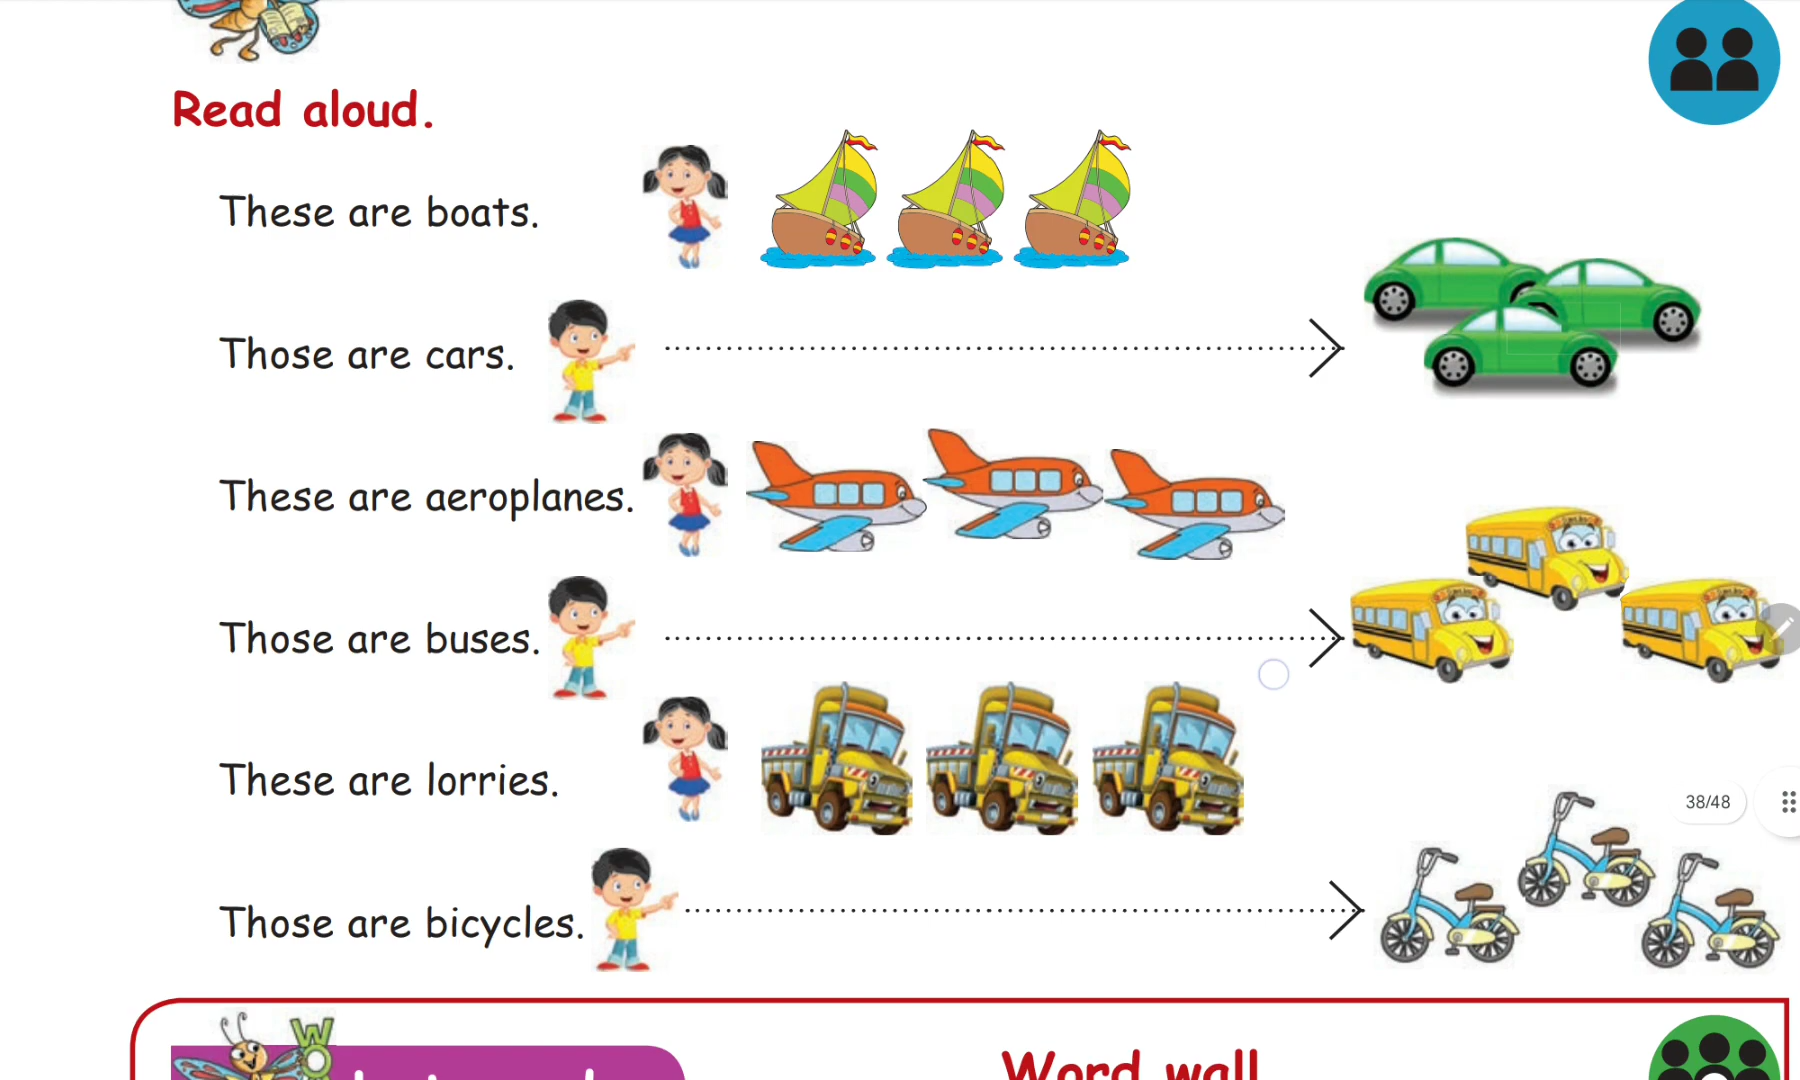 Read aloud.
These are boats.
Those are cars.
These are aeroplanes.
Those are buses.
These are lorries.
38/48
Those are bicycles.
WO
Word wall